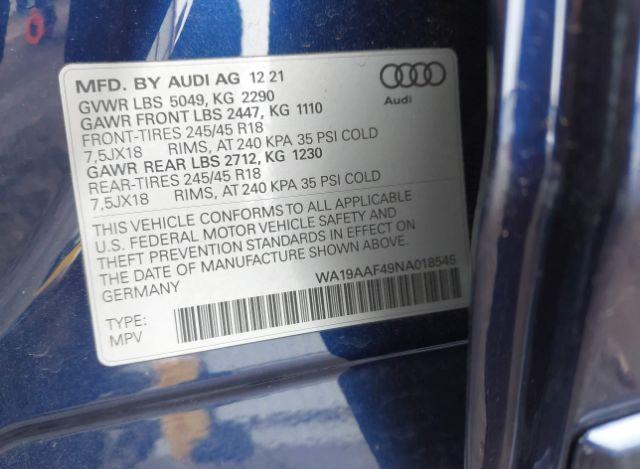 MFD. BY AUDI AG 12 21
GVWR LBS 5049, KG 2290
GAWR FRONT LBS 2447, KG 1110
FRONT-TIRES 245/45 R18
7,5JX18 RIMS, AT 240 KPA 35 PSI COLD
GAWR REAR LBS 2712, KG 1230
REAR-TIRES 245/45 R18
7,5JX18 RIMS, AT 240 KPA 35 PSI COLD
Audi
THIS VEHICLE CONFORMS TO ALL APPLICABLE
U.S. FEDERAL MOTOR VEHICLE SAFETY AND
THEFT PREVENTION STANDARDS IN EFFECT ON
THE DATE OF MANUFACTURE SHOWN ABOVE.
GERMANY
WA19AAF49NA018545
TYPE:
MPV